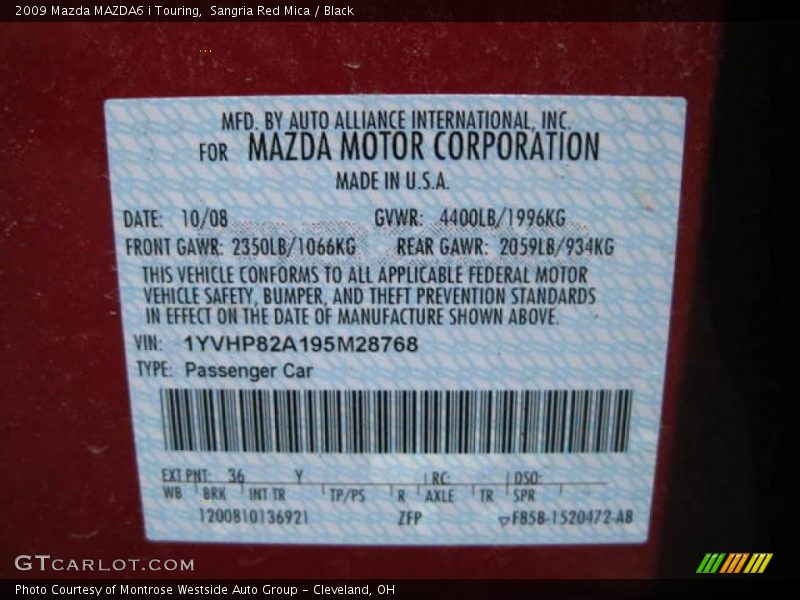 2009 Mazda MAZDA6 i Touring,  Sangria Red Mica / Black
MFD. BY AUTO ALLIANCE INTERNATIONAL, INC.
FOR MAZDA MOTOR CORPORATION
MADE IN U.S.A.
DATE: 10/08 GVWR: 4400LB/1996KG
FRONT GAWR: 2350LB/1066KG REAR GAWR: 2059LB/934KG
THIS VEHICLE CONFORMS TO ALL APPLICABLE FEDERAL MOTOR
VEHICLE SAFETY, BUMPER, AND THEFT PREVENTION STANDARDS
IN EFFECT ON THE DATE OF MANUFACTURE SHOWN ABOVE.
VIN: 1YVHP82A195M28768
TYPE: Passenger Car
EXT PNT: 36 Y RC: DSO:
WB BRK INT TR TP/PS R AXLE TR SPR
1200810136921 ZFP F85B-1520472-AB
GTCARLOT.COM
Photo Courtesy of Montrose Westside Auto Group - Cleveland, OH